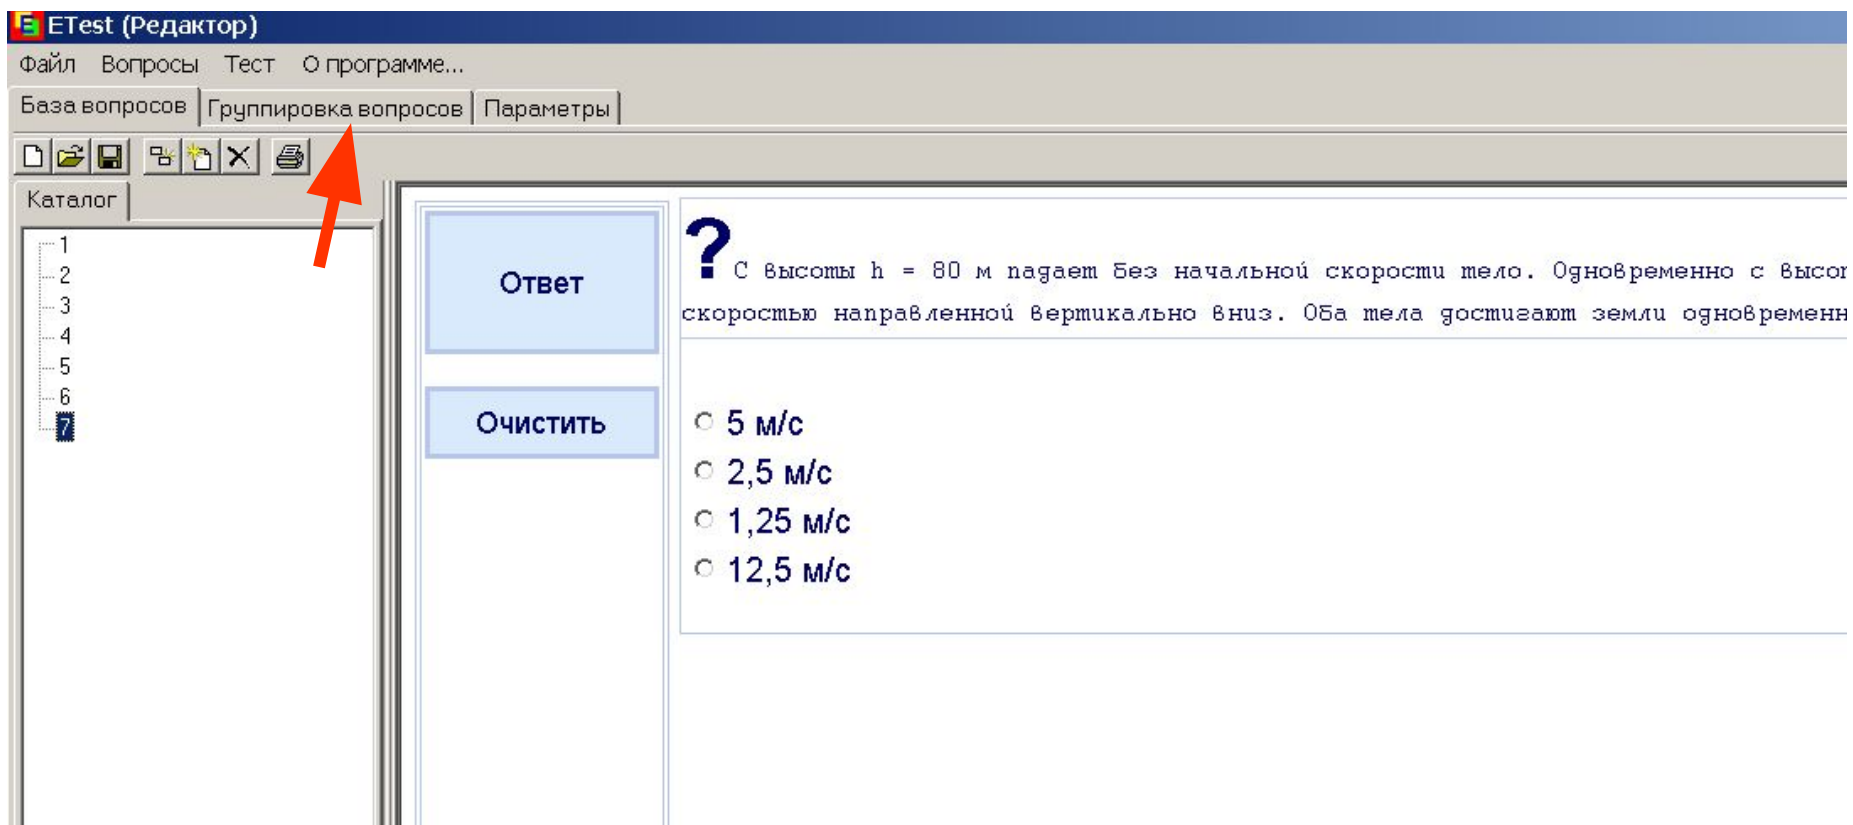 ETest (Редактор)
Файл Вопросы Тест О программе...
База вопросов Группировка вопросов Параметры
Каталог
1
2
3
4
5
6
7
Ответ
Очистить
? С высоты h = 80 м падает без начальной скорости тело. Одновременно с
скоростью направленной вертикально вниз. Оба тела достигают земли
5 м/с
2,5 м/с
1,25 м/с
12,5 м/с